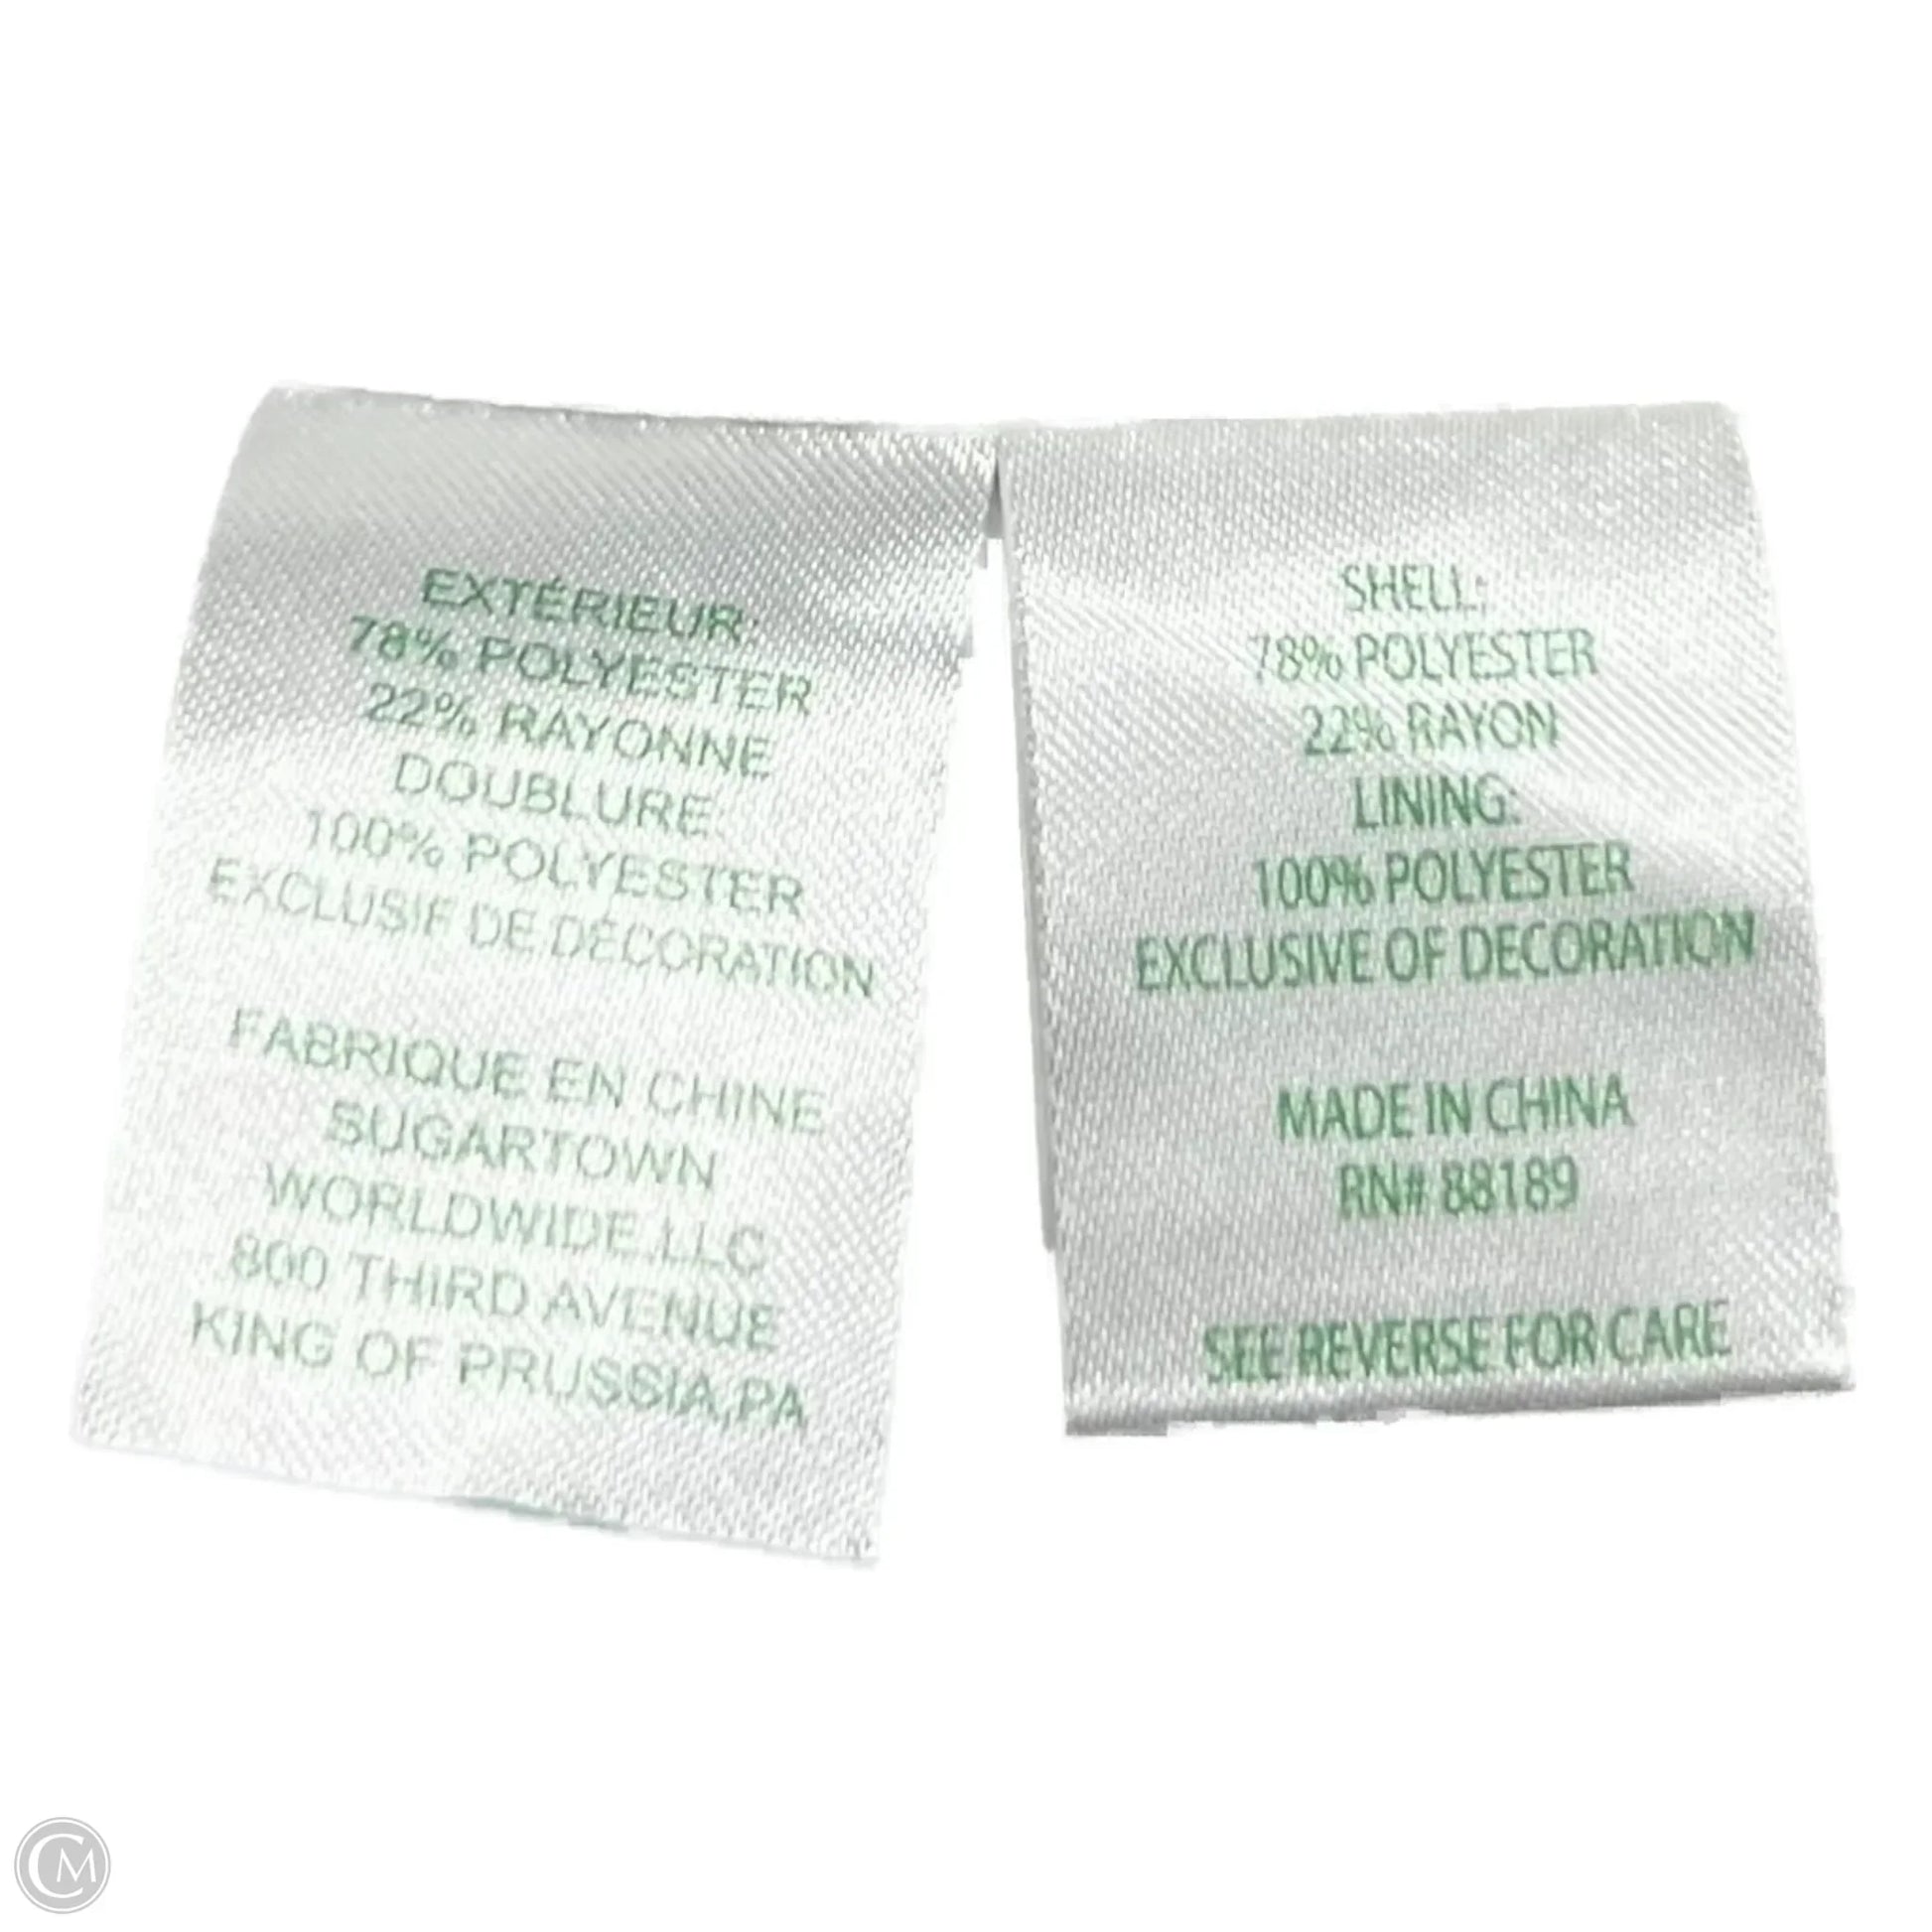 EXTÉRIEUR:
78% POLYESTER
22% RAYONNE
DOUBLURE:
100% POLYESTER
EXCLUSIF DE DÉCORATION
FABRIQUE EN CHINE
SUGARTOWN
WORLDWIDE,LLC
800 THIRD AVENUE
KING OF PRUSSIA,PA
SHELL:
78% POLYESTER
22% RAYON
LINING:
100% POLYESTER
EXCLUSIVE OF DECORATION
MADE IN CHINA
RN# 88189
SEE REVERSE FOR CARE
CM